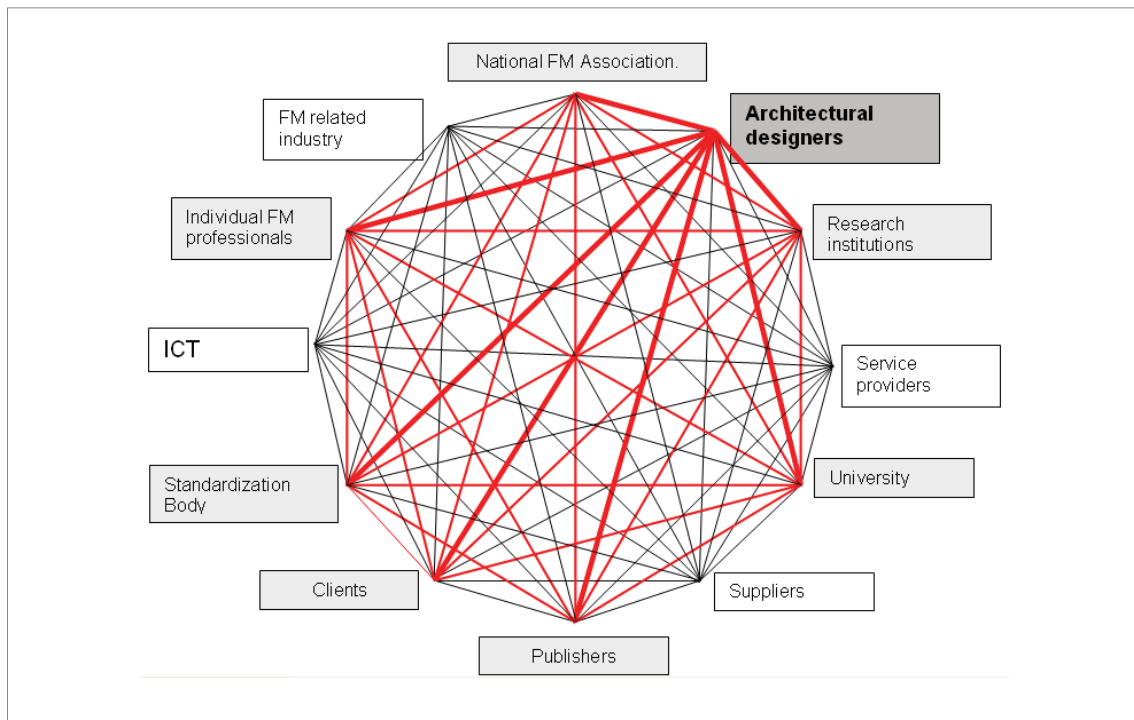 National FM Association.
FM related
industry
Architectural
designers
Individual FM
professionals
Research
institutions
ICT
Service
providers
Standardization
Body
University
Clients
Suppliers
Publishers